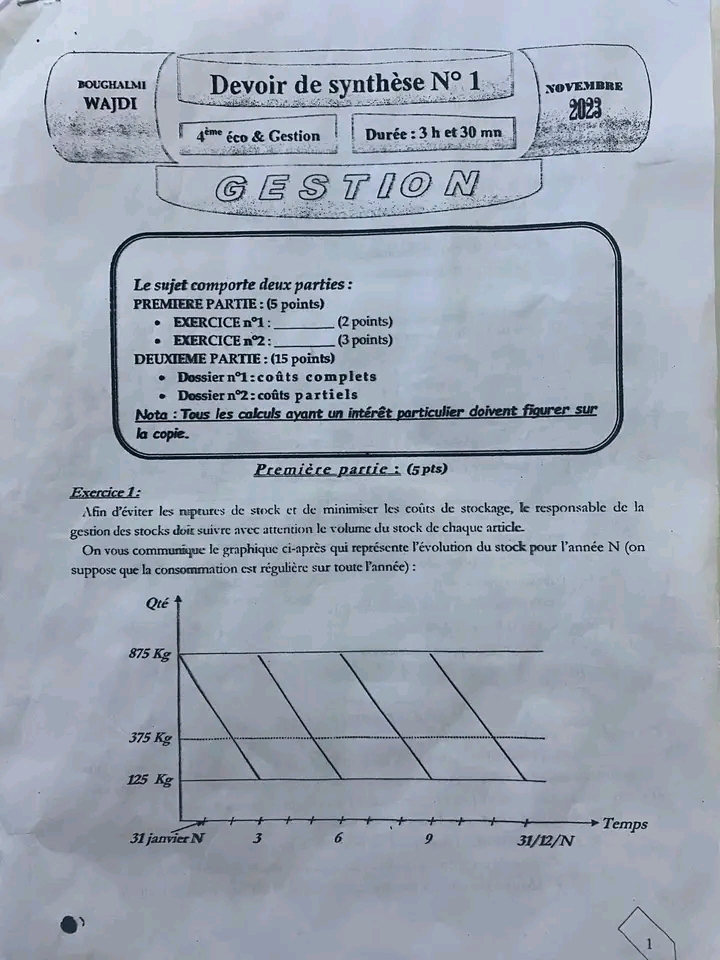 BOUGHALMI
WAJDI
Devoir de synthèse N° 1
NOVEMBRE
2023
4ème éco & Gestion
Durée : 3 h et 30 mn
GESTION
Le sujet comporte deux parties :
PREMIERE PARTIE : (5 points)
• EXERCICE n°1 : ________ (2 points)
• EXERCICE n°2 : ________ (3 points)
DEUXIEME PARTIE : (15 points)
• Dossier n°1 : coûts complets
• Dossier n°2 : coûts partiels
Nota : Tous les calculs ayant un intérêt particulier doivent figurer sur
la copie.
Première partie : (5 pts)
Exercice 1 :
Afin d'éviter les ruptures de stock et de minimiser les coûts de stockage, le responsable de la
gestion des stocks doit suivre avec attention le volume du stock de chaque article.
On vous communique le graphique ci-après qui représente l'évolution du stock pour l'année N (on
suppose que la consommation est régulière sur toute l'année) :
Qté
875 Kg
375 Kg
125 Kg
Temps
31 janvier N 3 6 9 31/12/N
1